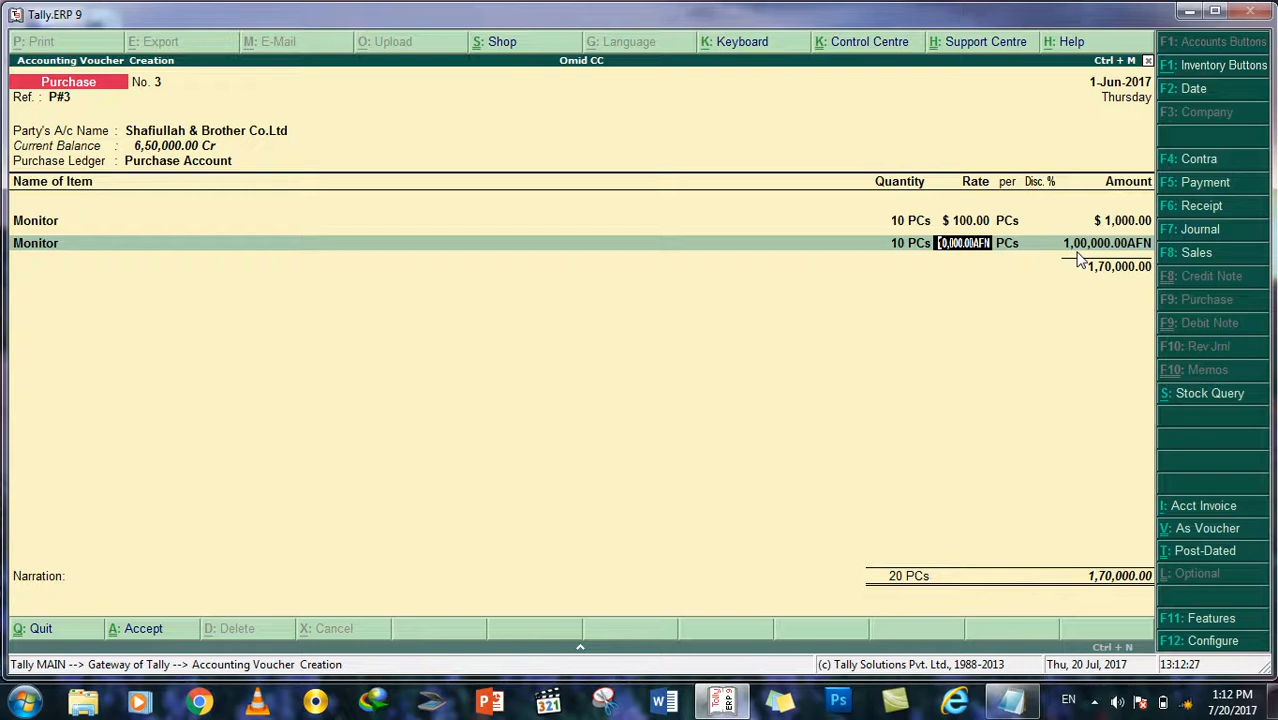 Tally.ERP 9
P: Print E: Export M: E-Mail O: Upload S: Shop G: Language K: Keyboard K: Control Centre H: Support Centre H: Help
Accounting Voucher Creation Omid CC Ctrl + M
Purchase No. 3 1-Jun-2017
Ref. : P#3 Thursday
Party's A/c Name : Shafiullah & Brother Co.Ltd
Current Balance : 6,50,000.00 Cr
Purchase Ledger : Purchase Account
Name of Item Quantity Rate per Disc. % Amount
Monitor 10 PCs $ 100.00 PCs $ 1,000.00
Monitor 10 PCs 0,000.00AFN PCs 1,00,000.00AFN
1,70,000.00
Narration: 20 PCs 1,70,000.00
Q: Quit A: Accept D: Delete X: Cancel
Ctrl + N
Tally MAIN --> Gateway of Tally --> Accounting Voucher Creation (c) Tally Solutions Pvt. Ltd., 1988-2013 Thu, 20 Jul, 2017 13:12:27
F1: Accounts Buttons
F1: Inventory Buttons
F2: Date
F3: Company
F4: Contra
F5: Payment
F6: Receipt
F7: Journal
F8: Sales
F8: Credit Note
F9: Purchase
F9: Debit Note
F10: Rev Jrnl
F10: Memos
S: Stock Query
I: Acct Invoice
V: As Voucher
T: Post-Dated
L: Optional
F11: Features
F12: Configure
321 Ps EN 1:12 PM
7/20/2017